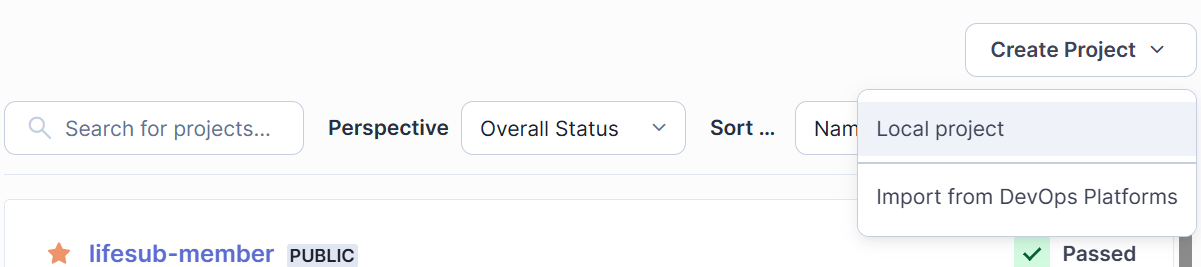 Create Project
Search for projects...
Perspective
Overall Status
Sort ...
Nam
Local project
Import from DevOps Platforms
lifesub-member PUBLIC
Passed